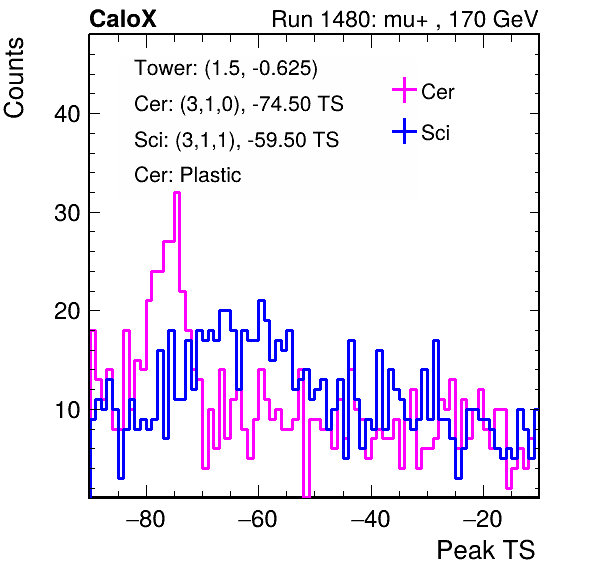 CaloX Run 1480: mu+ , 170 GeV
Counts
Tower: (1.5, -0.625)
Cer: (3,1,0), -74.50 TS
Sci: (3,1,1), -59.50 TS
Cer: Plastic
Cer
Sci
40
30
20
10
−80 −60 −40 −20
Peak TS